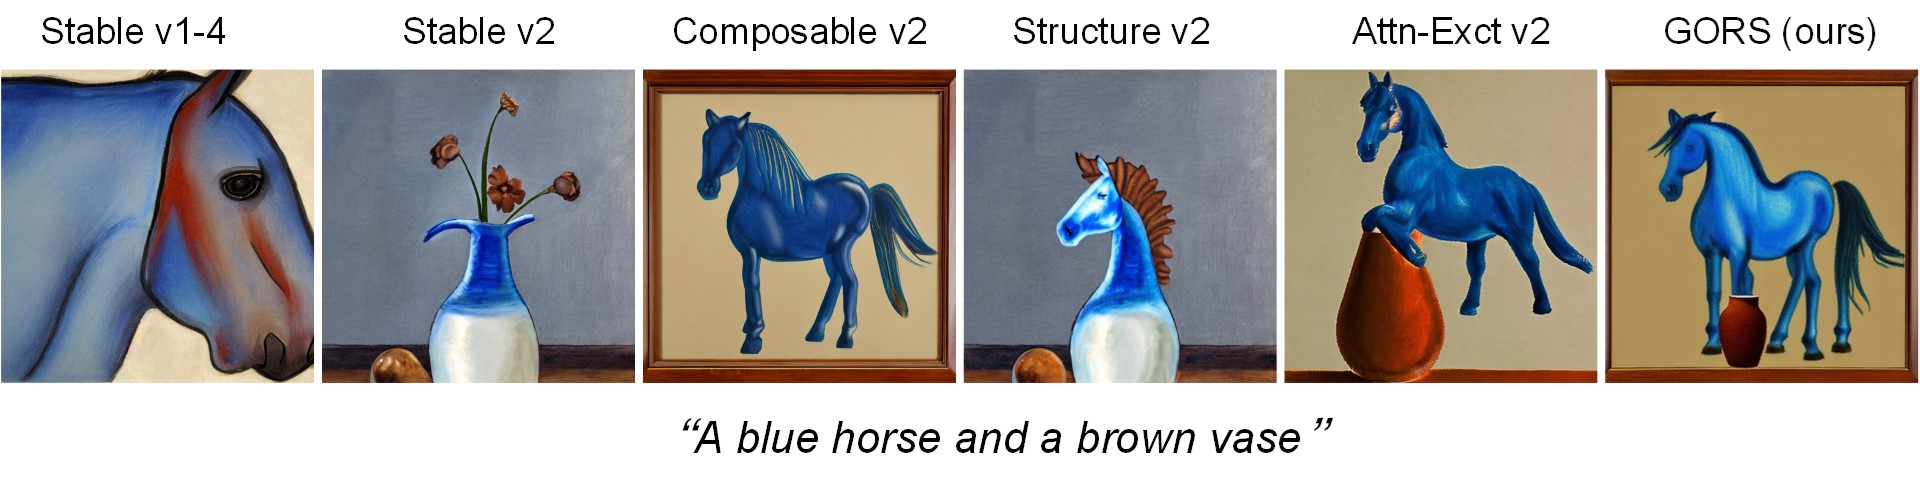 Stable v1-4 Stable v2 Composable v2 Structure v2 Attn-Exct v2 GORS (ours)
“A blue horse and a brown vase”